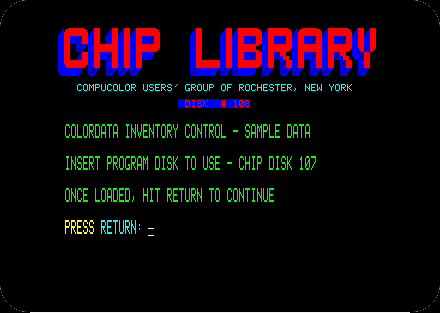 CHIP LIBRARY
COMPUCOLOR USERS' GROUP OF ROCHESTER, NEW YORK
DISK # 108
COLORDATA INVENTORY CONTROL - SAMPLE DATA
INSERT PROGRAM DISK TO USE - CHIP DISK 107
ONCE LOADED, HIT RETURN TO CONTINUE
PRESS RETURN: _